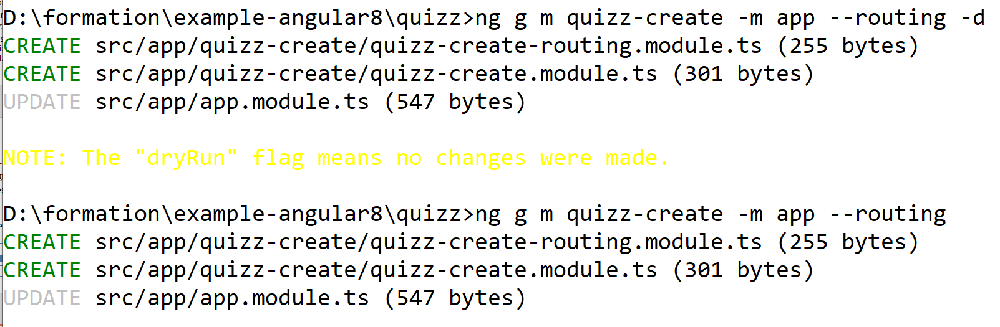 D:\formation\example-angular8\quizz>ng g m quizz-create -m app --routing -d
CREATE src/app/quizz-create/quizz-create-routing.module.ts (255 bytes)
CREATE src/app/quizz-create/quizz-create.module.ts (301 bytes)
UPDATE src/app/app.module.ts (547 bytes)
NOTE: The "dryRun" flag means no changes were made.
D:\formation\example-angular8\quizz>ng g m quizz-create -m app --routing
CREATE src/app/quizz-create/quizz-create-routing.module.ts (255 bytes)
CREATE src/app/quizz-create/quizz-create.module.ts (301 bytes)
UPDATE src/app/app.module.ts (547 bytes)